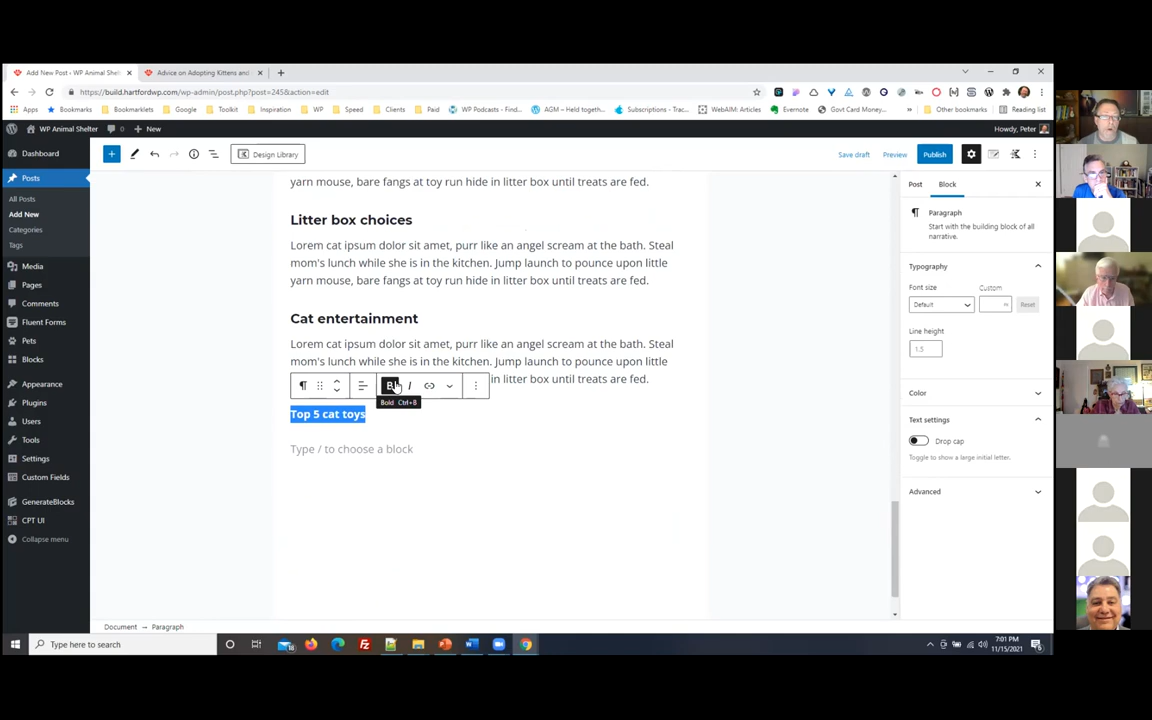 Add New Post ‹ WP Animal Shelter
Advice on Adopting Kittens and
https://build.hartfordwp.com/wp-admin/post.php?post=245&action=edit
Apps
Bookmarks
Bookmarklets
Google
Toolkit
Inspiration
WP
Speed
Clients
Paid
WP Podcasts - Find...
AGM – Held togeth...
Subscriptions - Trac...
WebAIM: Articles
Evernote
Govt Card Money...
»
Other bookmarks
Reading list
WP Animal Shelter
0
New
Howdy, Peter
Dashboard
Design Library
Save draft
Preview
Publish
Posts
All Posts
Add New
Categories
Tags
Media
Pages
Comments
Fluent Forms
Pets
Blocks
Appearance
Plugins
Users
Tools
Settings
Custom Fields
GenerateBlocks
CPT UI
Collapse menu
yarn mouse, bare fangs at toy run hide in litter box until treats are fed.
Litter box choices
Lorem cat ipsum dolor sit amet, purr like an angel scream at the bath. Steal
mom's lunch while she is in the kitchen. Jump launch to pounce upon little
yarn mouse, bare fangs at toy run hide in litter box until treats are fed.
Cat entertainment
Lorem cat ipsum dolor sit amet, purr like an angel scream at the bath. Steal
mom's lunch while she is in the kitchen. Jump launch to pounce upon little
in litter box until treats are fed.
B I
Bold Ctrl+B
Top 5 cat toys
Type / to choose a block
Post
Block
Paragraph
Start with the building block of all
narrative.
Typography
Font size
Custom
Default
Reset
Line height
1.5
Color
Text settings
Drop cap
Toggle to show a large initial letter.
Advanced
Document → Paragraph
Type here to search
7:01 PM
11/15/2021